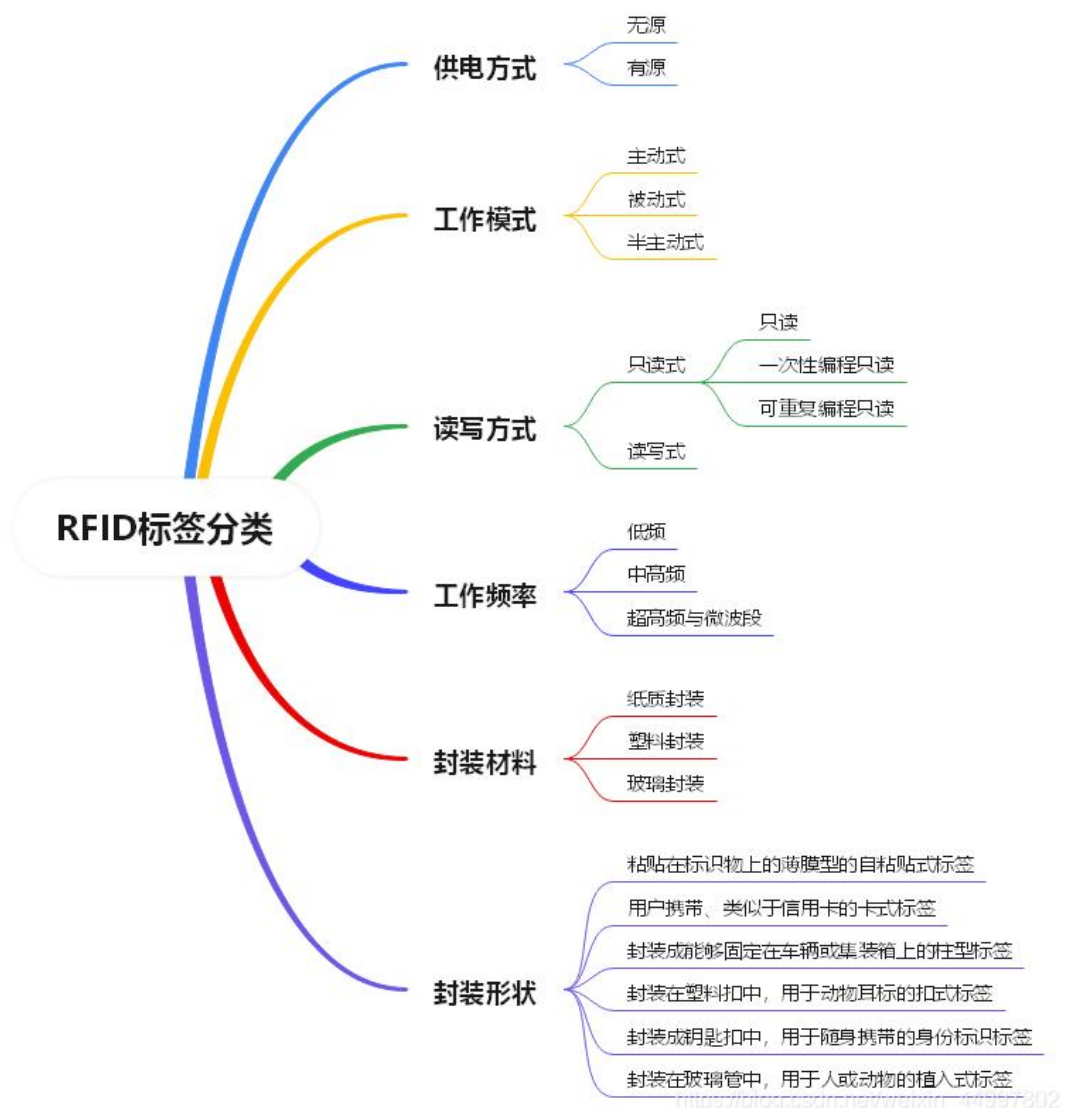 无源
供电方式
有源
主动式
工作模式
被动式
半主动式
只读
只读式
一次性编程只读
可重复编程只读
读写方式
读写式
RFID标签分类
低频
工作频率
中高频
超高频与微波段
纸质封装
封装材料
塑料封装
玻璃封装
粘贴在标识物上的薄膜型的自粘贴式标签
用户携带、类似于信用卡的卡式标签
封装成能够固定在车辆或集装箱上的柱型标签
封装形状
封装在塑料扣中，用于动物耳标的扣式标签
封装成钥匙扣中，用于随身携带的身份标识标签
封装在玻璃管中，用于人或动物的植入式标签
https://blog.csdn.net/weixin_44997802